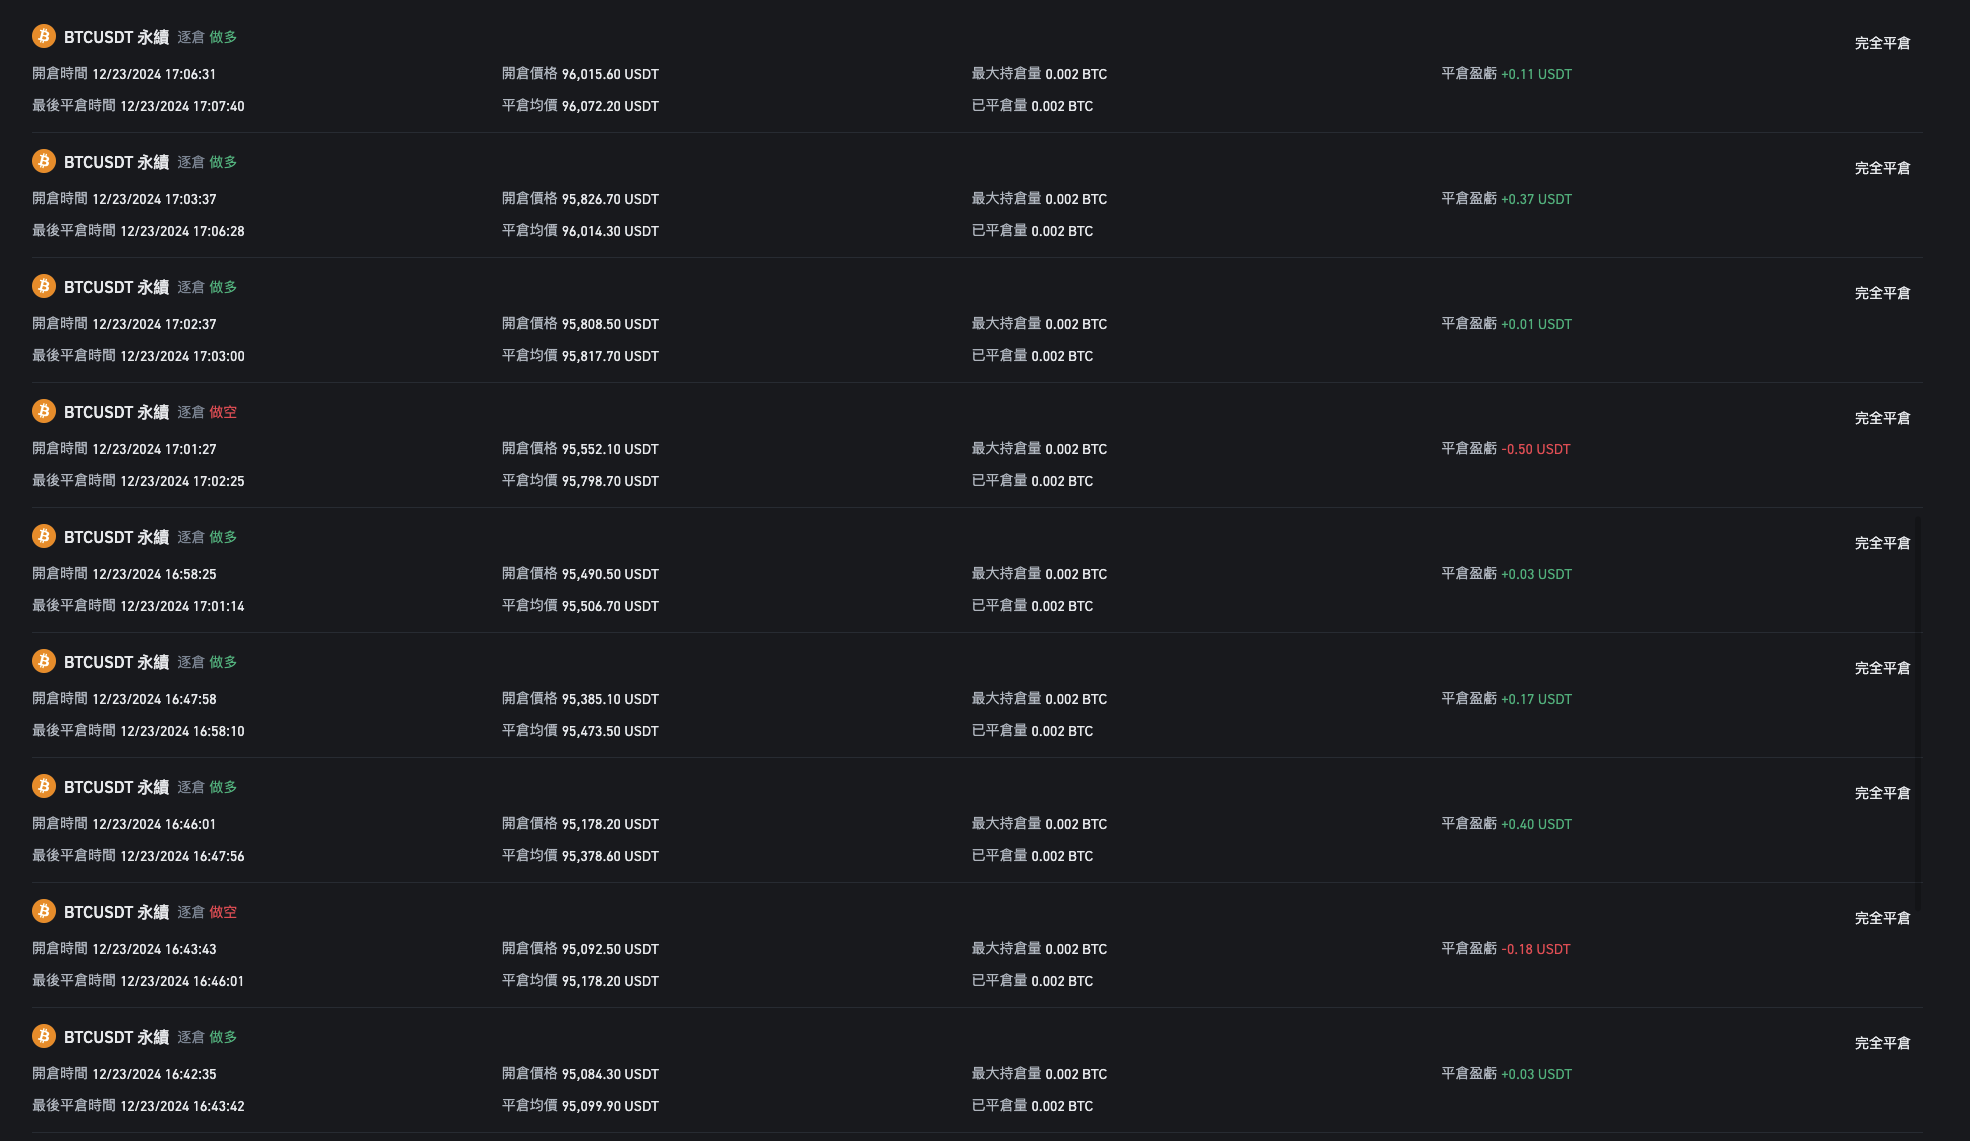 BTCUSDT 永續 逐倉 做多 完全平倉
開倉時間 12/23/2024 17:06:31 開倉價格 96,015.60 USDT 最大持倉量 0.002 BTC 平倉盈虧 +0.11 USDT
最後平倉時間 12/23/2024 17:07:40 平倉均價 96,072.20 USDT 已平倉量 0.002 BTC
BTCUSDT 永續 逐倉 做多 完全平倉
開倉時間 12/23/2024 17:03:37 開倉價格 95,826.70 USDT 最大持倉量 0.002 BTC 平倉盈虧 +0.37 USDT
最後平倉時間 12/23/2024 17:06:28 平倉均價 96,014.30 USDT 已平倉量 0.002 BTC
BTCUSDT 永續 逐倉 做多 完全平倉
開倉時間 12/23/2024 17:02:37 開倉價格 95,808.50 USDT 最大持倉量 0.002 BTC 平倉盈虧 +0.01 USDT
最後平倉時間 12/23/2024 17:03:00 平倉均價 95,817.70 USDT 已平倉量 0.002 BTC
BTCUSDT 永續 逐倉 做空 完全平倉
開倉時間 12/23/2024 17:01:27 開倉價格 95,552.10 USDT 最大持倉量 0.002 BTC 平倉盈虧 -0.50 USDT
最後平倉時間 12/23/2024 17:02:25 平倉均價 95,798.70 USDT 已平倉量 0.002 BTC
BTCUSDT 永續 逐倉 做多 完全平倉
開倉時間 12/23/2024 16:58:25 開倉價格 95,490.50 USDT 最大持倉量 0.002 BTC 平倉盈虧 +0.03 USDT
最後平倉時間 12/23/2024 17:01:14 平倉均價 95,506.70 USDT 已平倉量 0.002 BTC
BTCUSDT 永續 逐倉 做多 完全平倉
開倉時間 12/23/2024 16:47:58 開倉價格 95,385.10 USDT 最大持倉量 0.002 BTC 平倉盈虧 +0.17 USDT
最後平倉時間 12/23/2024 16:58:10 平倉均價 95,473.50 USDT 已平倉量 0.002 BTC
BTCUSDT 永續 逐倉 做多 完全平倉
開倉時間 12/23/2024 16:46:01 開倉價格 95,178.20 USDT 最大持倉量 0.002 BTC 平倉盈虧 +0.40 USDT
最後平倉時間 12/23/2024 16:47:56 平倉均價 95,378.60 USDT 已平倉量 0.002 BTC
BTCUSDT 永續 逐倉 做空 完全平倉
開倉時間 12/23/2024 16:43:43 開倉價格 95,092.50 USDT 最大持倉量 0.002 BTC 平倉盈虧 -0.18 USDT
最後平倉時間 12/23/2024 16:46:01 平倉均價 95,178.20 USDT 已平倉量 0.002 BTC
BTCUSDT 永續 逐倉 做多 完全平倉
開倉時間 12/23/2024 16:42:35 開倉價格 95,084.30 USDT 最大持倉量 0.002 BTC 平倉盈虧 +0.03 USDT
最後平倉時間 12/23/2024 16:43:42 平倉均價 95,099.90 USDT 已平倉量 0.002 BTC